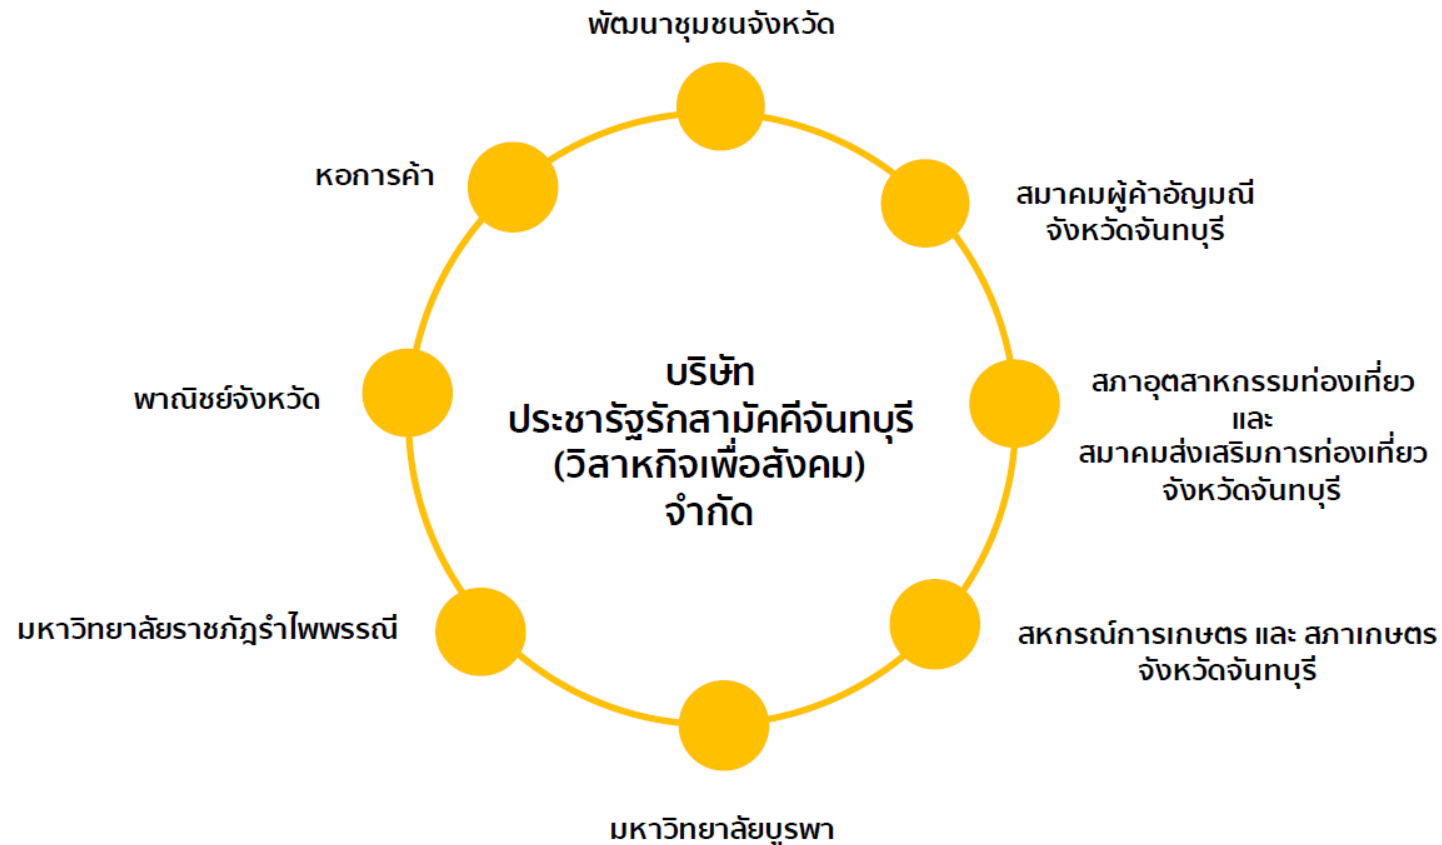 พัฒนาชุมชนจังหวัด
หอการค้า
สมาคมผู้ค้าอัญมณี
จังหวัดจันทบุรี
บริษัท
ประชารัฐรักสามัคคีจันทบุรี
(วิสาหกิจเพื่อสังคม)
จำกัด
พาณิชย์จังหวัด
สภาอุตสาหกรรมท่องเที่ยว
และ
สมาคมส่งเสริมการท่องเที่ยว
จังหวัดจันทบุรี
มหาวิทยาลัยราชภัฎรำไพพรรณี
สหกรณ์การเกษตร และ สภาเกษตร
จังหวัดจันทบุรี
มหาวิทยาลัยบูรพา